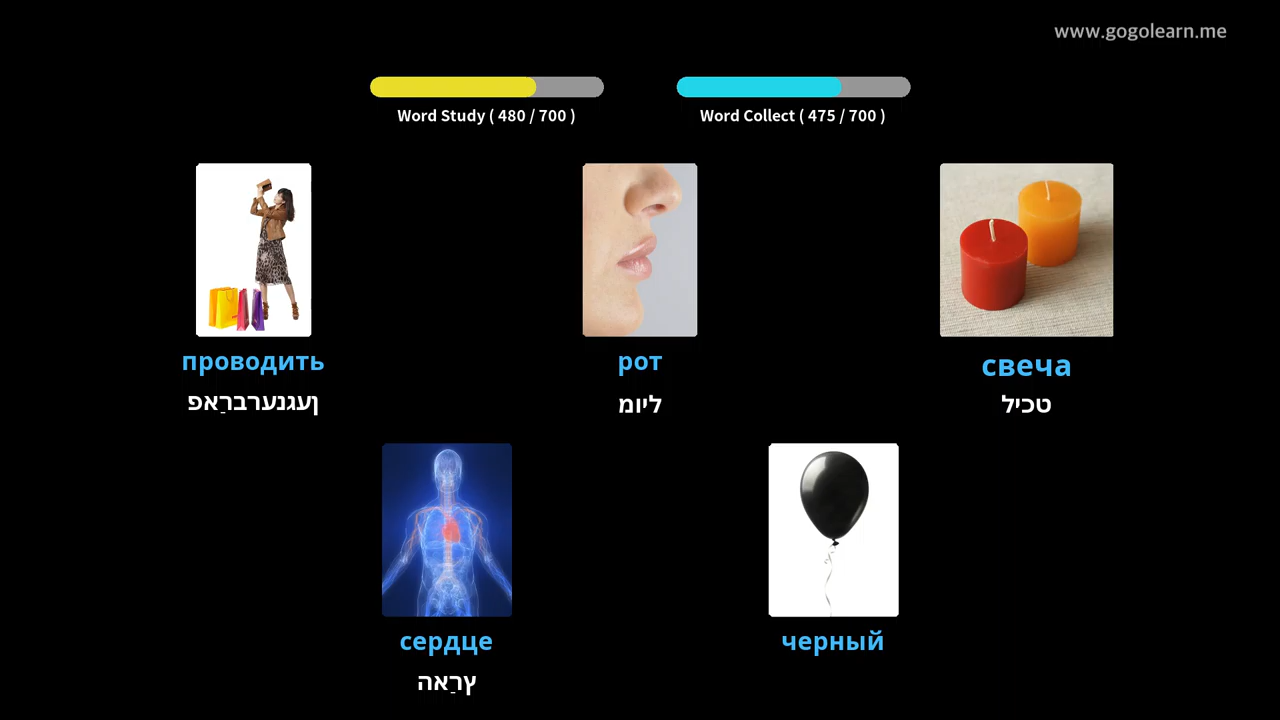 www.gogolearn.me
Word Study ( 480 / 700 )
Word Collect ( 475 / 700 )
проводить
ןעגנערברַאפ
рот
ליומ
свеча
טכיל
сердце
ץרַאה
черный